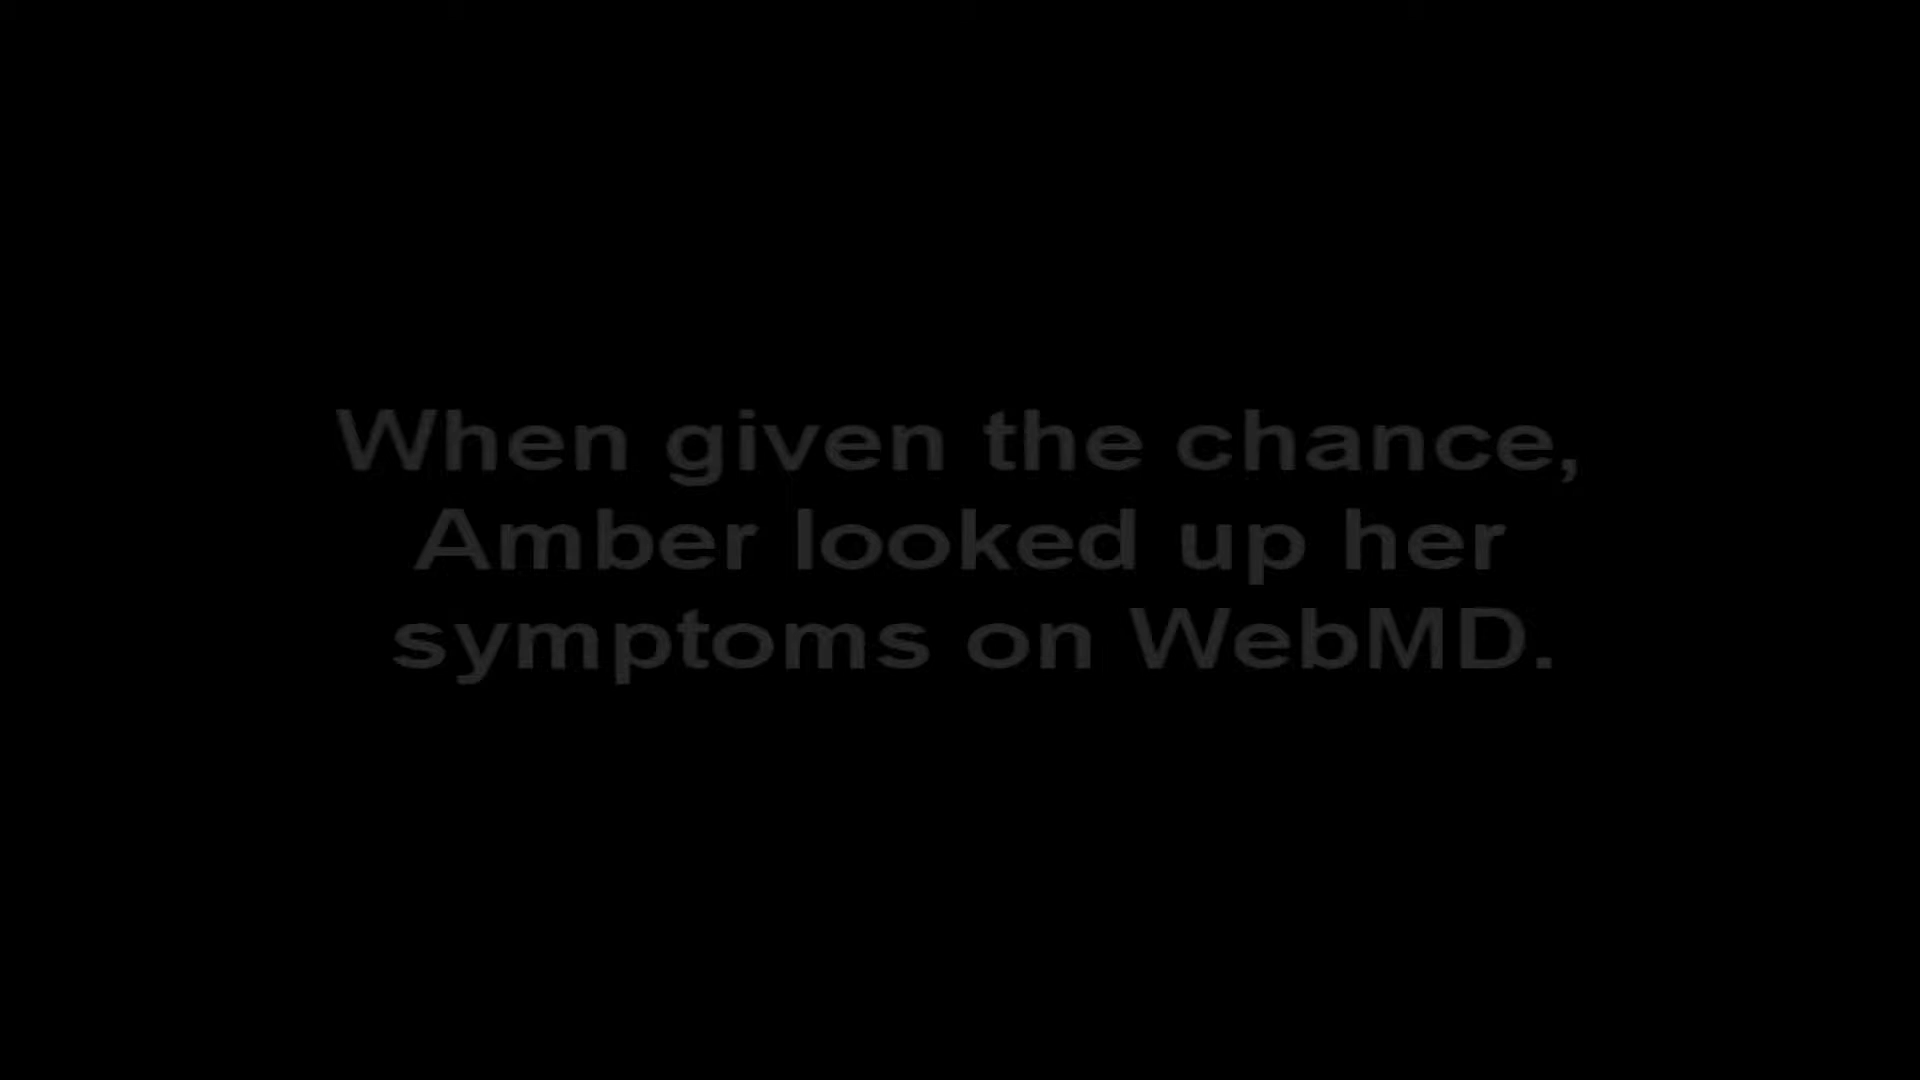 When given the chance,
Amber looked up her
symptoms on WebMD.